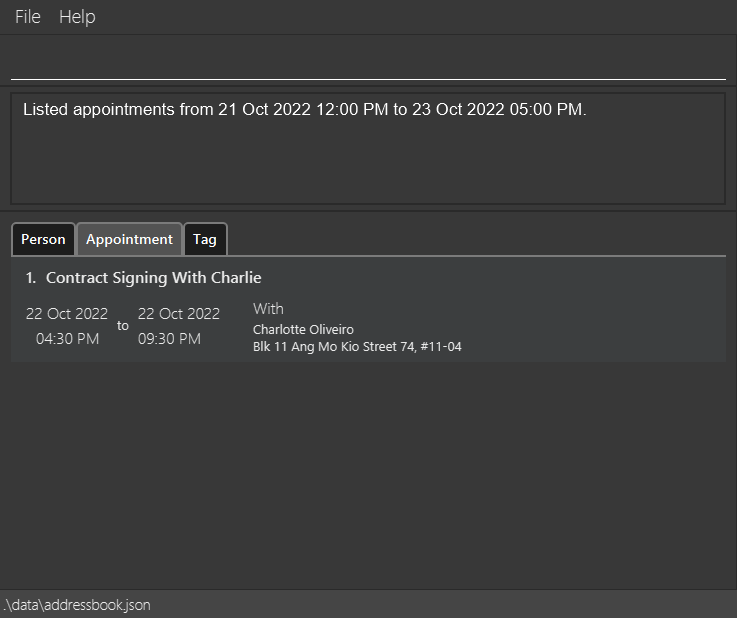 File Help
Listed appointments from 21 Oct 2022 12:00 PM to 23 Oct 2022 05:00 PM.
Person Appointment Tag
1. Contract Signing With Charlie
22 Oct 2022 04:30 PM to 22 Oct 2022 09:30 PM
With
Charlotte Oliveiro
Blk 11 Ang Mo Kio Street 74, #11-04
.\data\addressbook.json